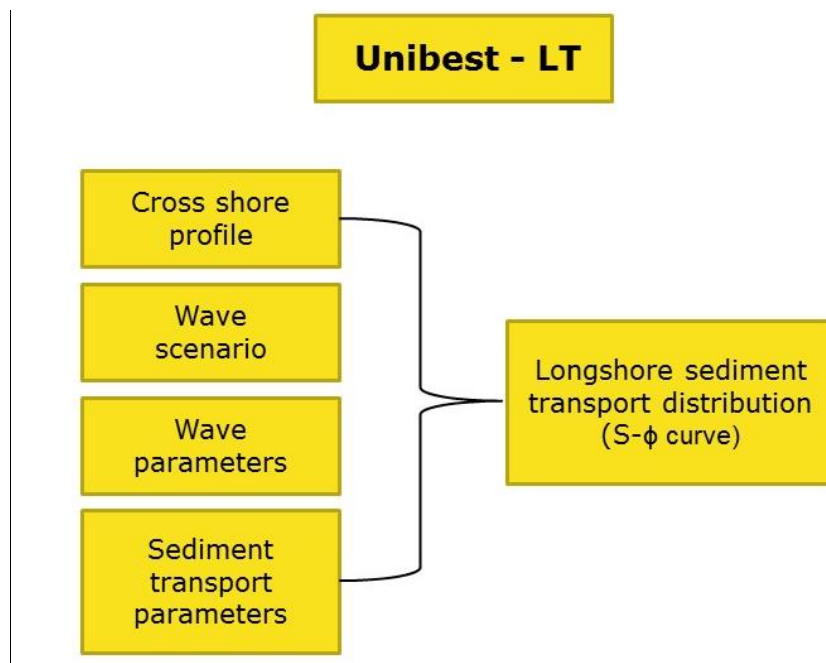 Unibest - LT
Cross shore
profile
Wave
scenario
Wave
parameters
Sediment
transport
parameters
Longshore sediment
transport distribution
(S-ϕ curve)